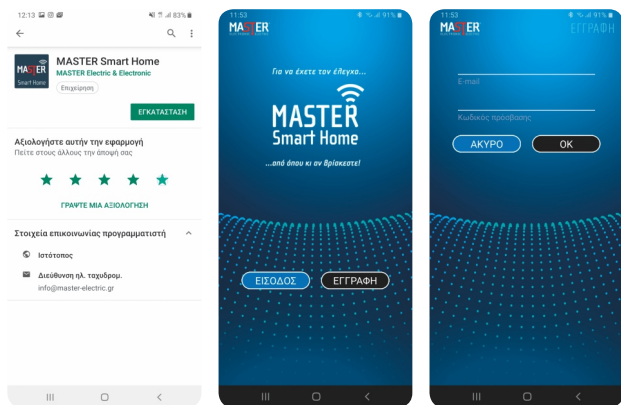 12:13
83%
MASTER
Smart Home
MASTER Smart Home
MASTER Electric & Electronic
Επιχείρηση
ΕΓΚΑΤΑΣΤΑΣΗ
Αξιολογήστε αυτήν την εφαρμογή
Πείτε στους άλλους την άποψή σας
ΓΡΑΨΤΕ ΜΙΑ ΑΞΙΟΛΟΓΗΣΗ
Στοιχεία επικοινωνίας προγραμματιστή
Ιστότοπος
Διεύθυνση ηλ. ταχυδρομ.
info@master-electric.gr
11:53
91%
MASTER
Για να έχετε τον έλεγχο...
MASTER
Smart Home
...από όπου κι αν βρίσκεστε!
ΕΙΣΟΔΟΣ
ΕΓΓΡΑΦΗ
11:53
91%
MASTER
ΕΓΓΡΑΦΗ
E-mail
Κωδικός πρόσβασης
ΑΚΥΡΟ
OK